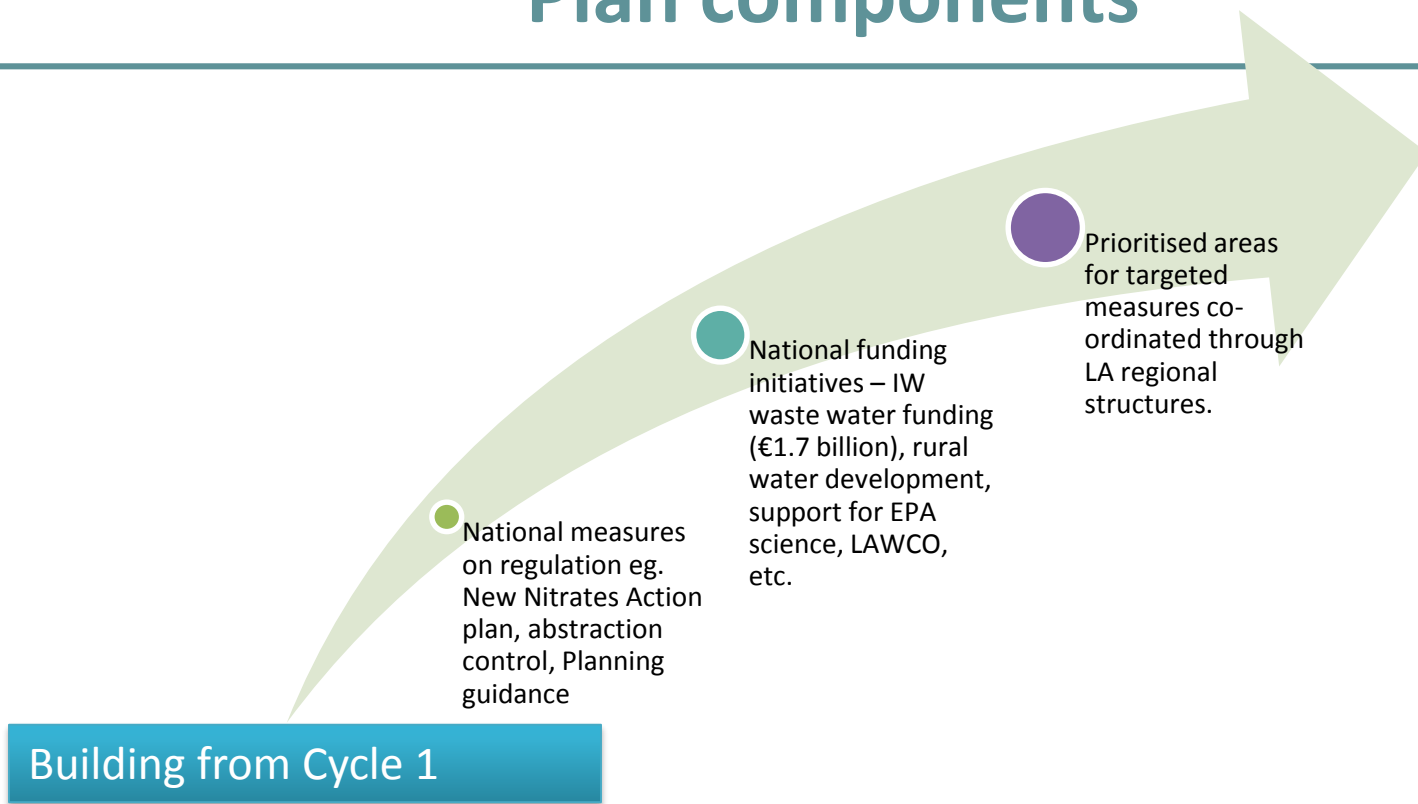 Plan components
National measures
on regulation eg.
New Nitrates Action
plan, abstraction
control, Planning
guidance
National funding
initiatives – IW
waste water funding
(€1.7 billion), rural
water development,
support for EPA
science, LAWCO,
etc.
Prioritised areas
for targeted
measures co-
ordinated through
LA regional
structures.
Building from Cycle 1